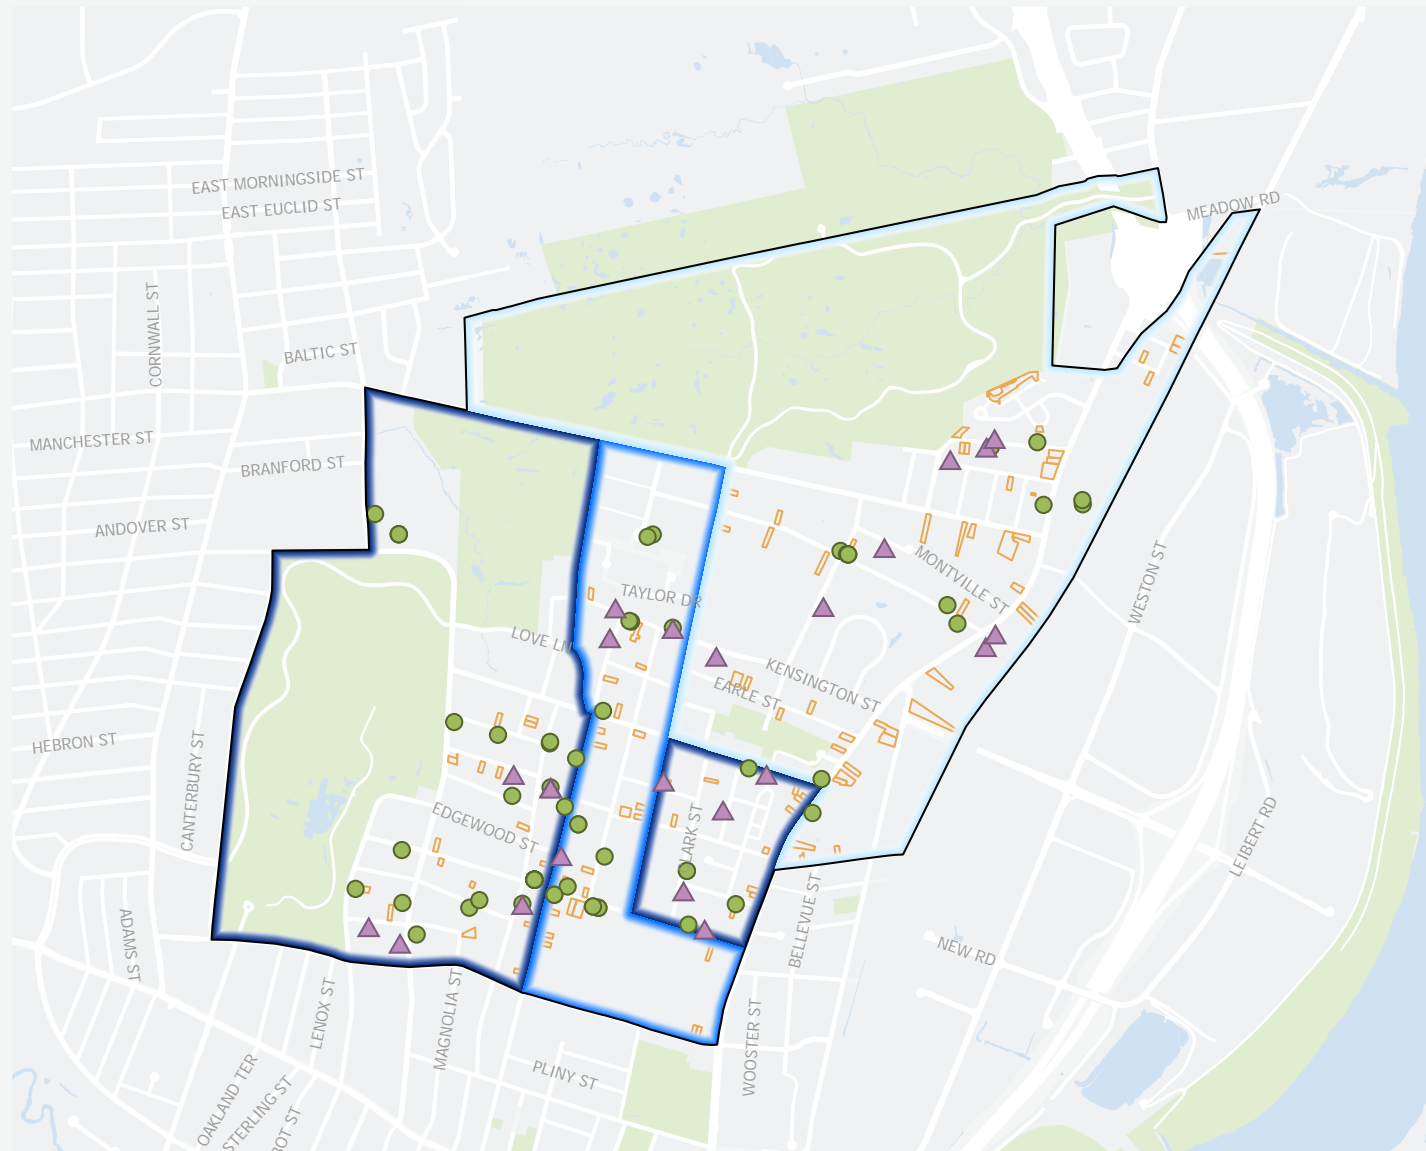 EAST MORNINGSIDE ST
EAST EUCLID ST
MEADOW RD
CORNWALL ST
BALTIC ST
MANCHESTER ST
BRANFORD ST
ANDOVER ST
MONTVILLE ST
WESTON ST
TAYLOR DR
LOVE LN
KENSINGTON ST
EARLE ST
HEBRON ST
CANTERBURY ST
EDGEWOOD ST
CLARK ST
LEIBERT RD
ADAMS ST
BELLEVUE ST
NEW RD
LENOX ST
MAGNOLIA ST
WOOSTER ST
PLINY ST
OAKLAND TER
STERLING ST
BOT ST